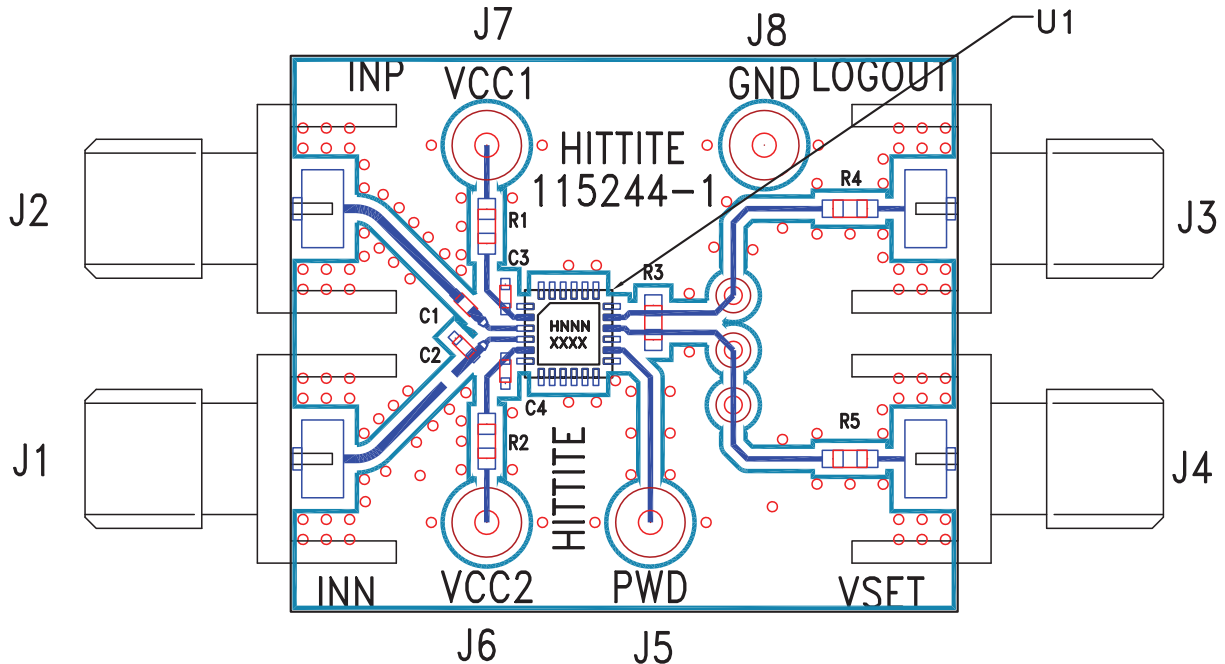 J7
J8
U1
INP
VCC1
GND
LOGOUT
HITTITE
115244-1
R4
J2
R1
J3
C3
R3
C1
HNNN
XXXX
C2
C4
R2
R5
HITTITE
J1
J4
INN
VCC2
PWD
VSET
J6
J5